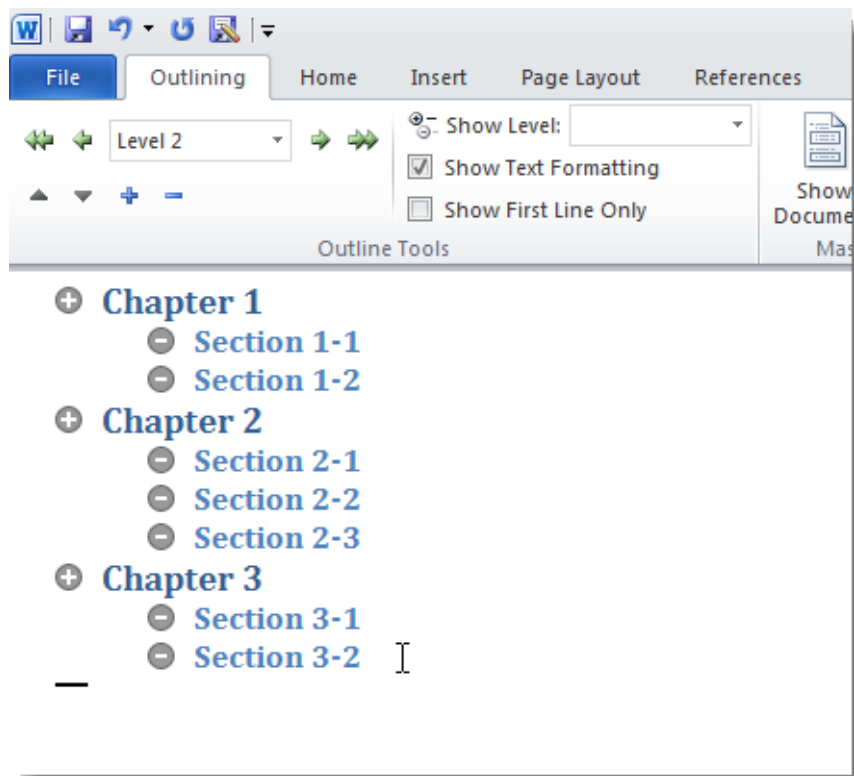 W
File Outlining Home Insert Page Layout References
Level 2
Show Level:
Show Text Formatting
Show First Line Only
Show
Docume
Outline Tools
Mas
Chapter 1
Section 1-1
Section 1-2
Chapter 2
Section 2-1
Section 2-2
Section 2-3
Chapter 3
Section 3-1
Section 3-2